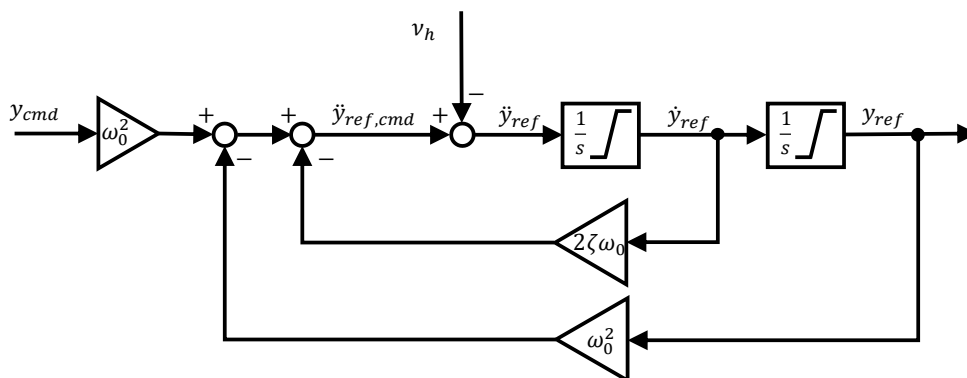 ν_h
−
y_cmd
ω_0^2
+
−
+
−
ÿ_ref,cmd
+
ÿ_ref
1/s
ẏ_ref
1/s
y_ref
2ζω_0
ω_0^2